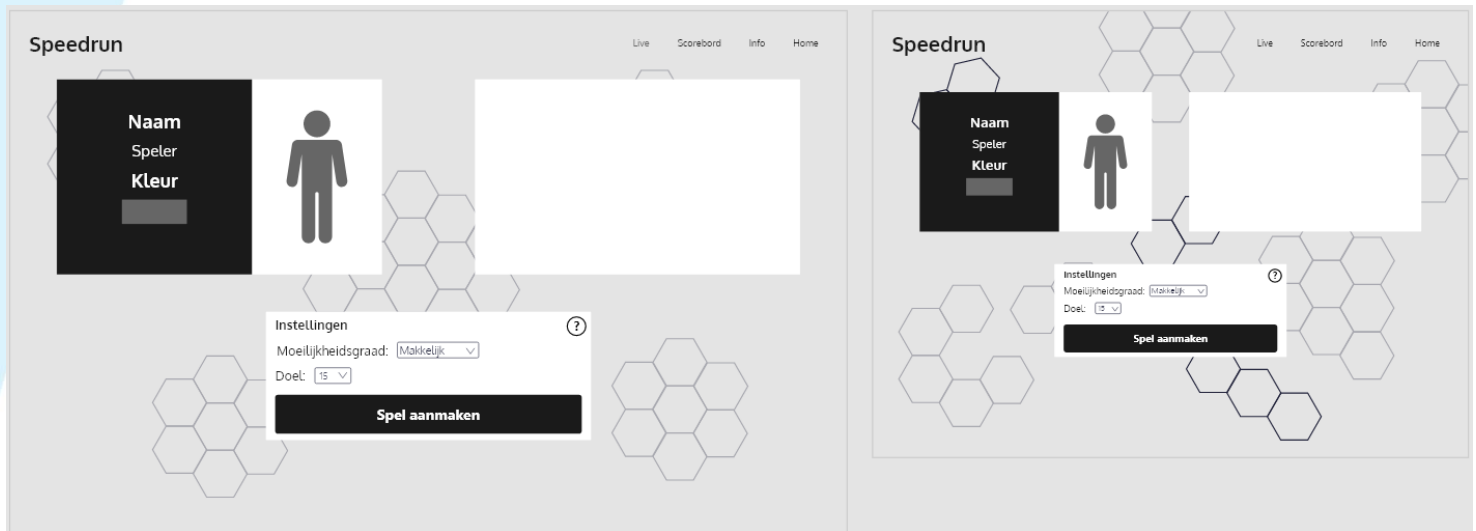 Speedrun
Live Scorebord Info Home
Naam
Speler
Kleur
Instellingen
?
Moeilijkheidsgraad: Makkelijk
Doel: 15
Spel aanmaken
Speedrun
Live Scorebord Info Home
Naam
Speler
Kleur
Instellingen
?
Moeilijkheidsgraad: Makkelijk
Doel: 15
Spel aanmaken